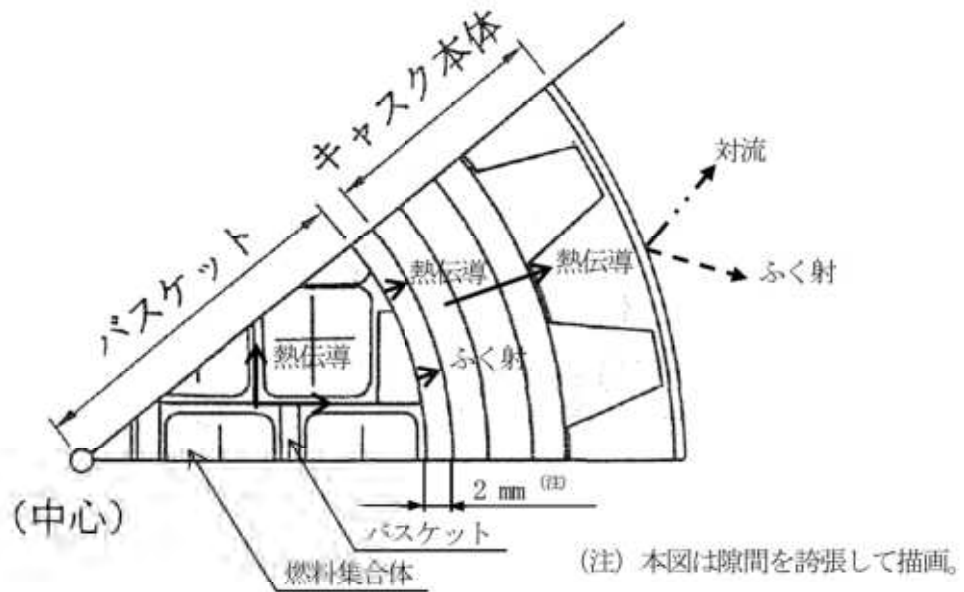 キャスク本体
バスケット
対流
熱伝導
熱伝導
ふく射
熱伝導
ふく射
2 mm (注)
(中心)
バスケット
燃料集合体
(注) 本図は隙間を誇張して描画。